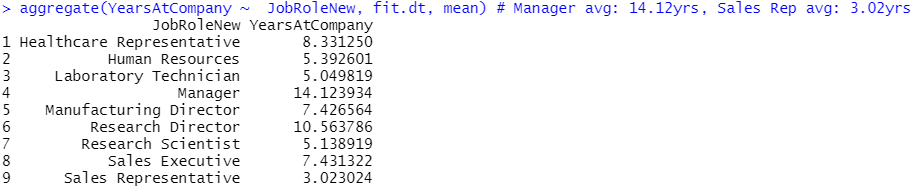 > aggregate(YearsAtCompany ~  JobRoleNew, fit.dt, mean) # Manager avg: 14.12yrs, Sales Rep avg: 3.02yrs
                 JobRoleNew YearsAtCompany
1 Healthcare Representative       8.331250
2           Human Resources       5.392601
3     Laboratory Technician       5.049819
4                   Manager      14.123934
5    Manufacturing Director       7.426564
6         Research Director      10.563786
7        Research Scientist       5.138919
8           Sales Executive       7.431322
9      Sales Representative       3.023024